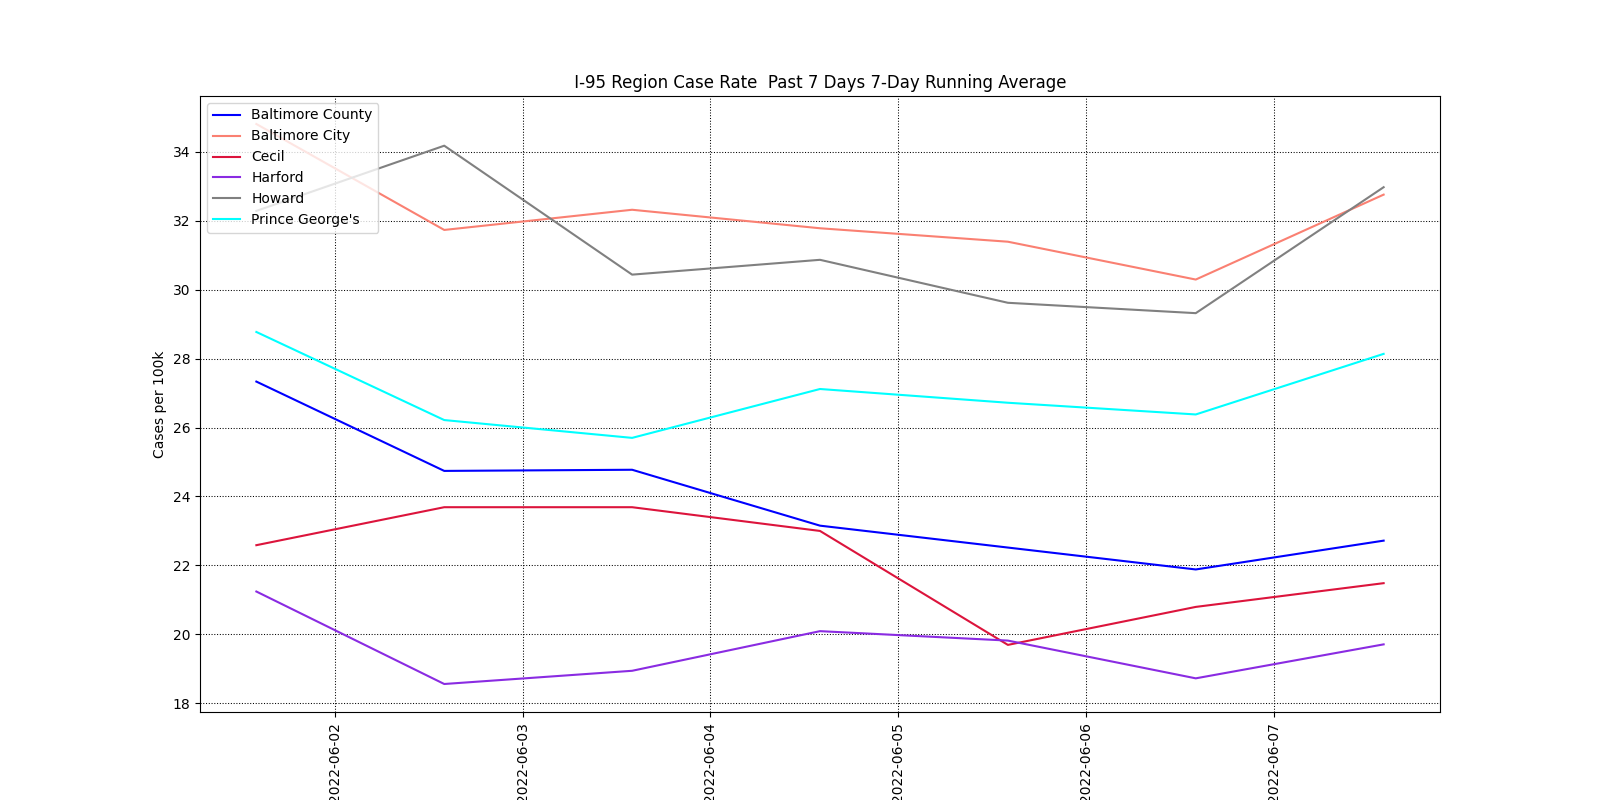 I-95 Region Case Rate  Past 7 Days 7-Day Running Average
Baltimore County
Baltimore City
Cecil
Harford
Howard
Prince George's
Cases per 100k
34
32
30
28
26
24
22
20
18
2022-06-02
2022-06-03
2022-06-04
2022-06-05
2022-06-06
2022-06-07